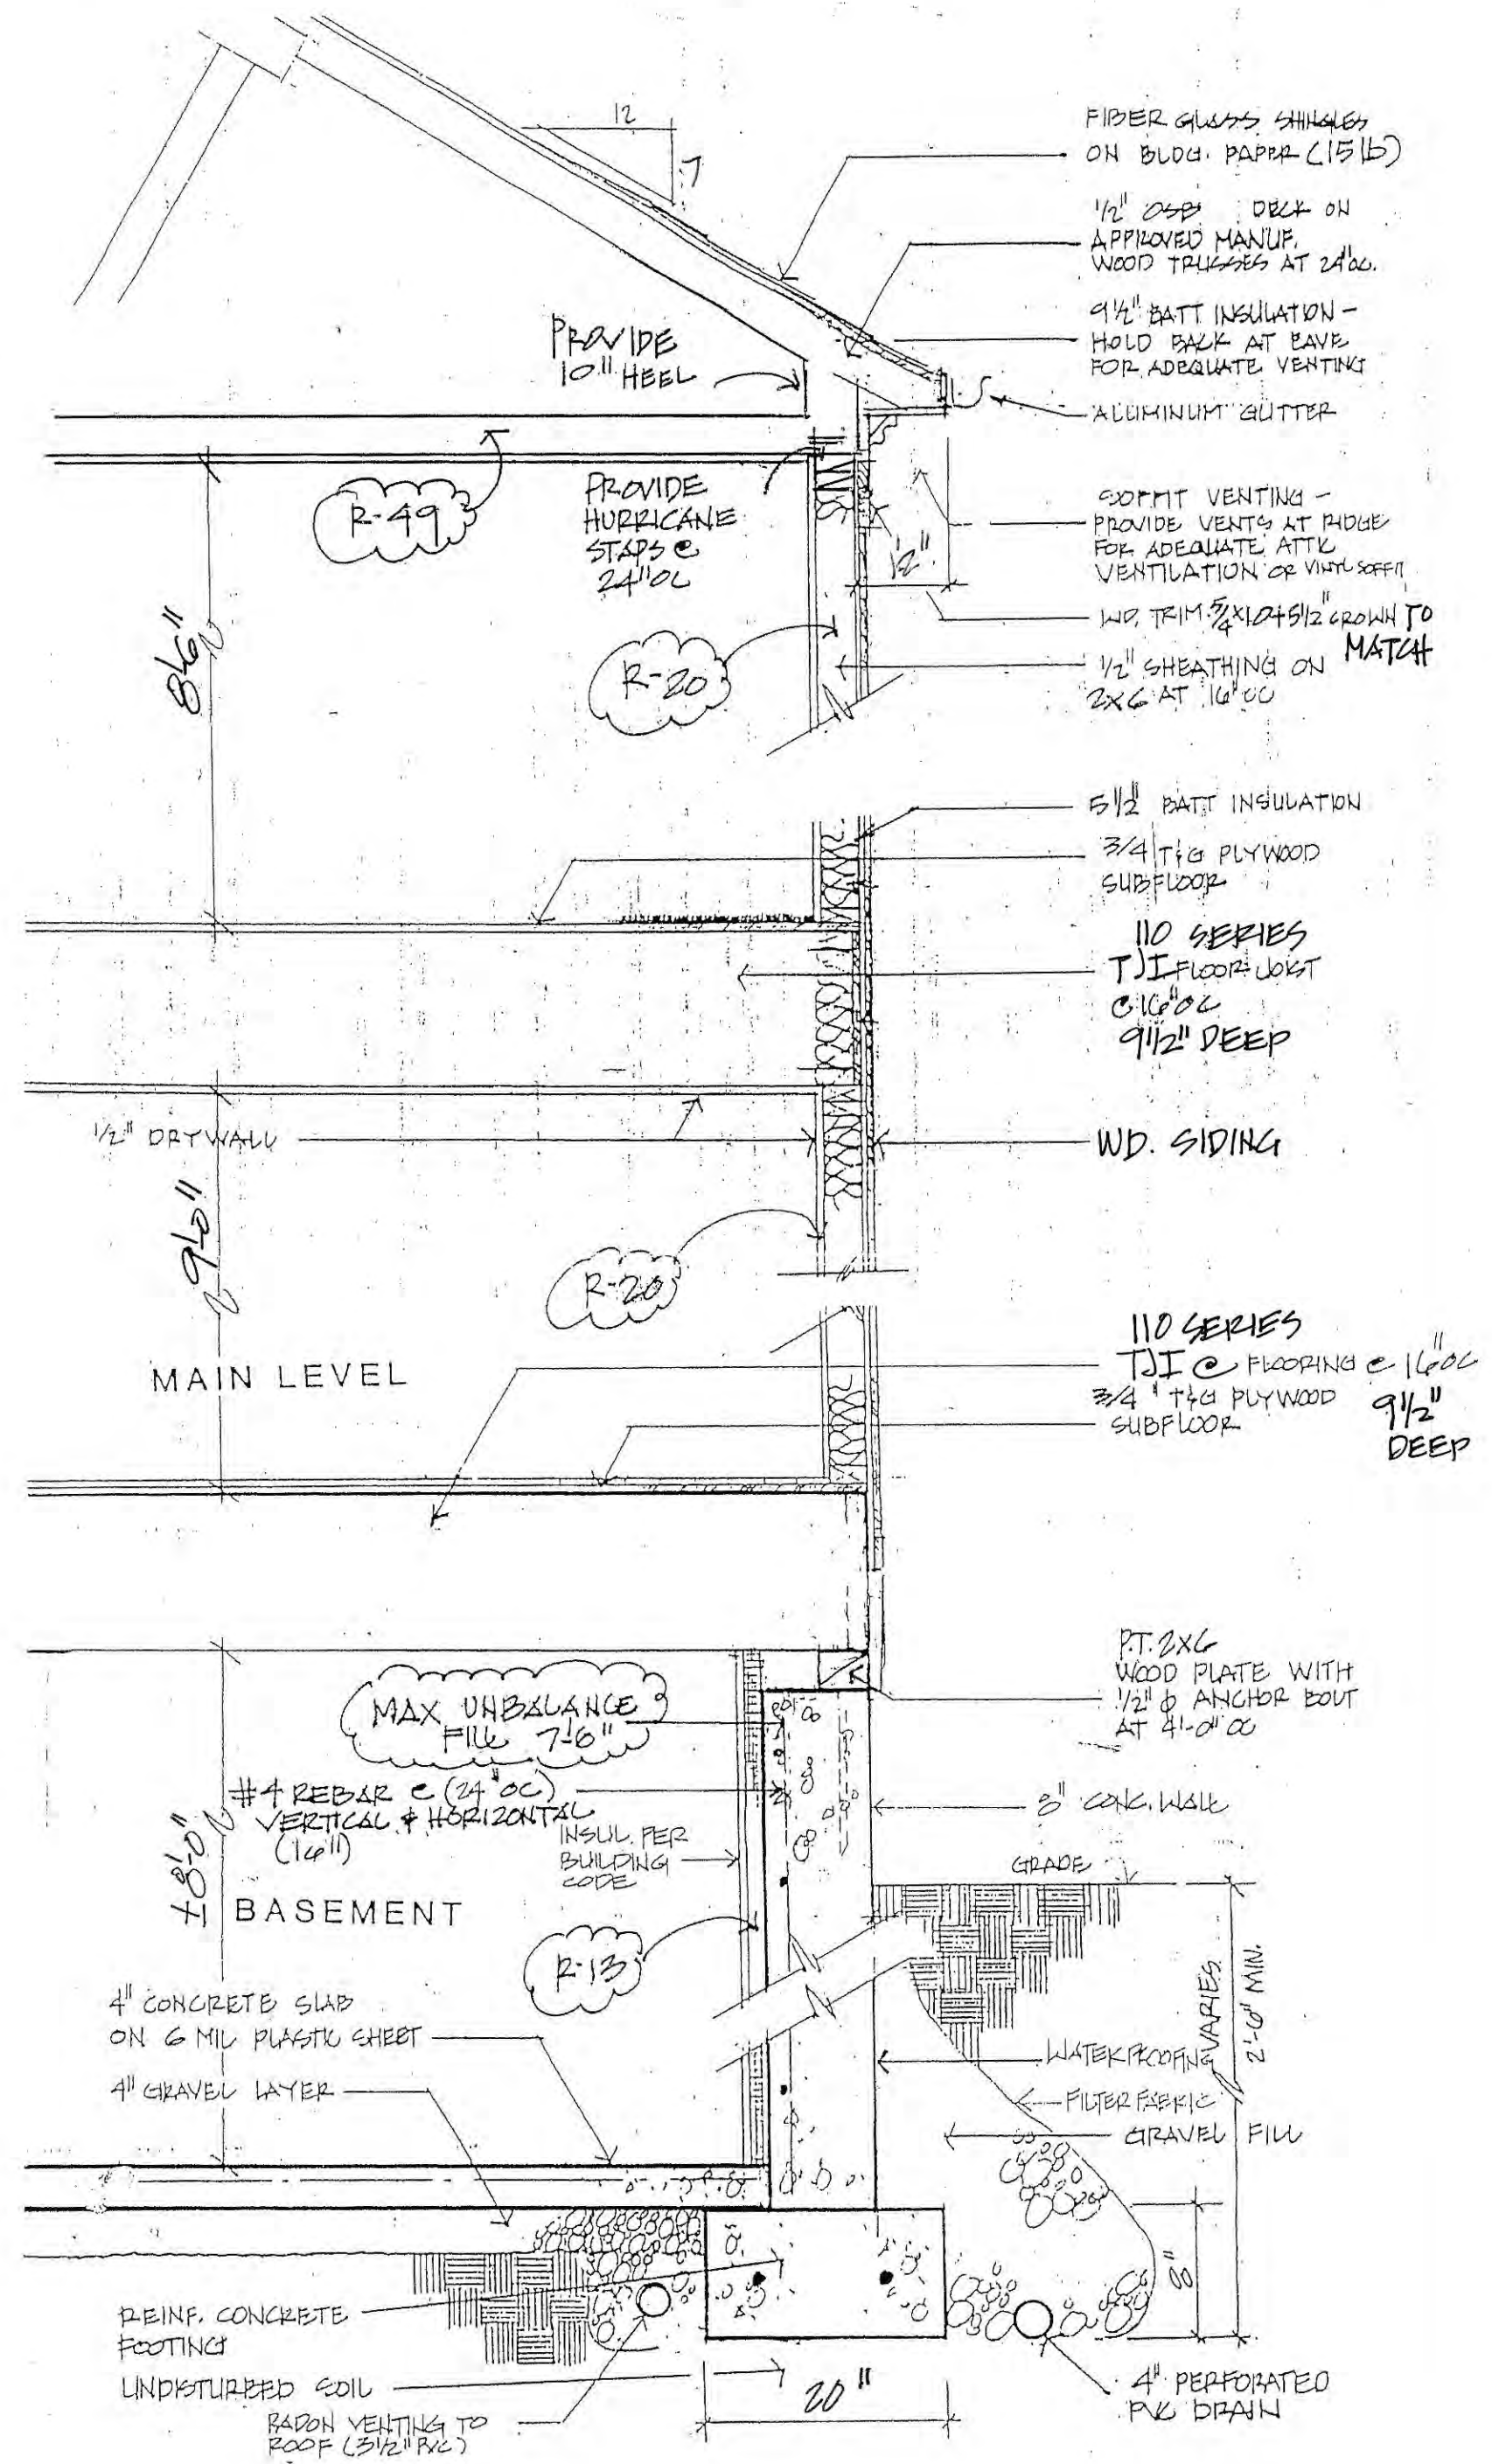 12
7
FIBER GLASS SHINGLES
ON BLDG. PAPER (15 lb)
1/2" OSB DECK ON
APPROVED MANUF.
WOOD TRUSSES AT 24"OC.
9 1/2" BATT INSULATION -
HOLD BACK AT EAVE
FOR ADEQUATE VENTING
ALUMINUM GUTTER
PROVIDE
10" HEEL
R-49
PROVIDE
HURRICANE
STAPS @
24"OC
12"
SOFFIT VENTING -
PROVIDE VENTS AT RIDGE
FOR ADEQUATE ATTIC
VENTILATION OR VINYL SOFFIT
WD. TRIM 5/4X10+5 1/2" CROWN TO
MATCH
8'-6"
R-20
1/2" SHEATHING ON
2X6 AT 16"OC
5 1/2" BATT INSULATION
3/4 T&G PLYWOOD
SUBFLOOR
110 SERIES
TJI FLOOR JOIST
@ 16"OC
9 1/2" DEEP
1/2" DRYWALL
WD. SIDING
9'-0"
R-20
MAIN LEVEL
110 SERIES
TJI @ FLOORING @ 16"OC
3/4" T&G PLYWOOD
SUBFLOOR
9 1/2"
DEEP
P.T. 2X6
WOOD PLATE WITH
1/2" ϕ ANCHOR BOLT
AT 4'-0" OC
MAX UNBALANCE
FILL 7'-6"
#4 REBAR @ (24"OC)
VERTICAL & HORIZONTAL
(16")
INSUL. PER
BUILDING
CODE
8" CONC. WALL
GRADE
±8'-0"
BASEMENT
R-13
4" CONCRETE SLAB
ON 6 MIL PLASTIC SHEET
4" GRAVEL LAYER
VARIES
2'-6" MIN.
WATERPROOFING
FILTER FABRIC
GRAVEL FILL
8"
REINF. CONCRETE
FOOTING
UNDISTURBED SOIL
RADON VENTING TO
ROOF (3 1/2" PVC)
20"
4" PERFORATED
PVC DRAIN